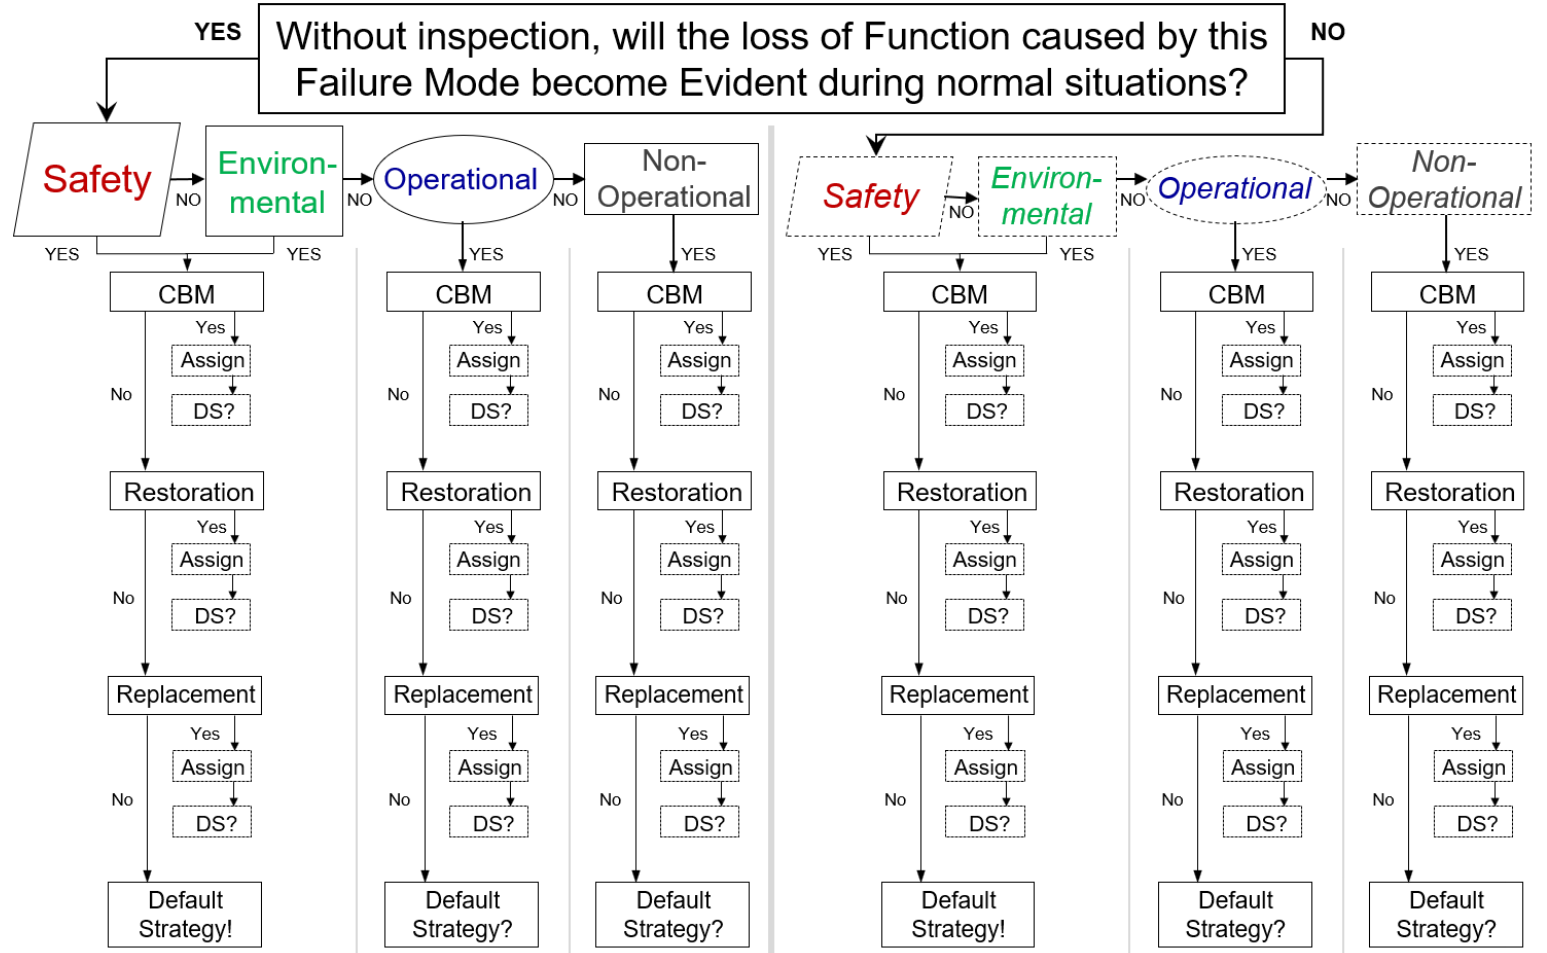 YES
Without inspection, will the loss of Function caused by this
Failure Mode become Evident during normal situations?
NO
Safety
NO
Environ-
mental
NO
Operational
NO
Non-
Operational
Safety
NO
Environ-
mental
NO
Operational
NO
Non-
Operational
YES
YES
YES
YES
YES
YES
YES
YES
CBM
CBM
CBM
CBM
CBM
CBM
Yes
Yes
Yes
Yes
Yes
Yes
Assign
Assign
Assign
Assign
Assign
Assign
No
No
No
No
No
No
DS?
DS?
DS?
DS?
DS?
DS?
Restoration
Restoration
Restoration
Restoration
Restoration
Restoration
Yes
Yes
Yes
Yes
Yes
Yes
Assign
Assign
Assign
Assign
Assign
Assign
No
No
No
No
No
No
DS?
DS?
DS?
DS?
DS?
DS?
Replacement
Replacement
Replacement
Replacement
Replacement
Replacement
Yes
Yes
Yes
Yes
Yes
Yes
Assign
Assign
Assign
Assign
Assign
Assign
No
No
No
No
No
No
DS?
DS?
DS?
DS?
DS?
DS?
Default
Strategy!
Default
Strategy?
Default
Strategy?
Default
Strategy!
Default
Strategy?
Default
Strategy?